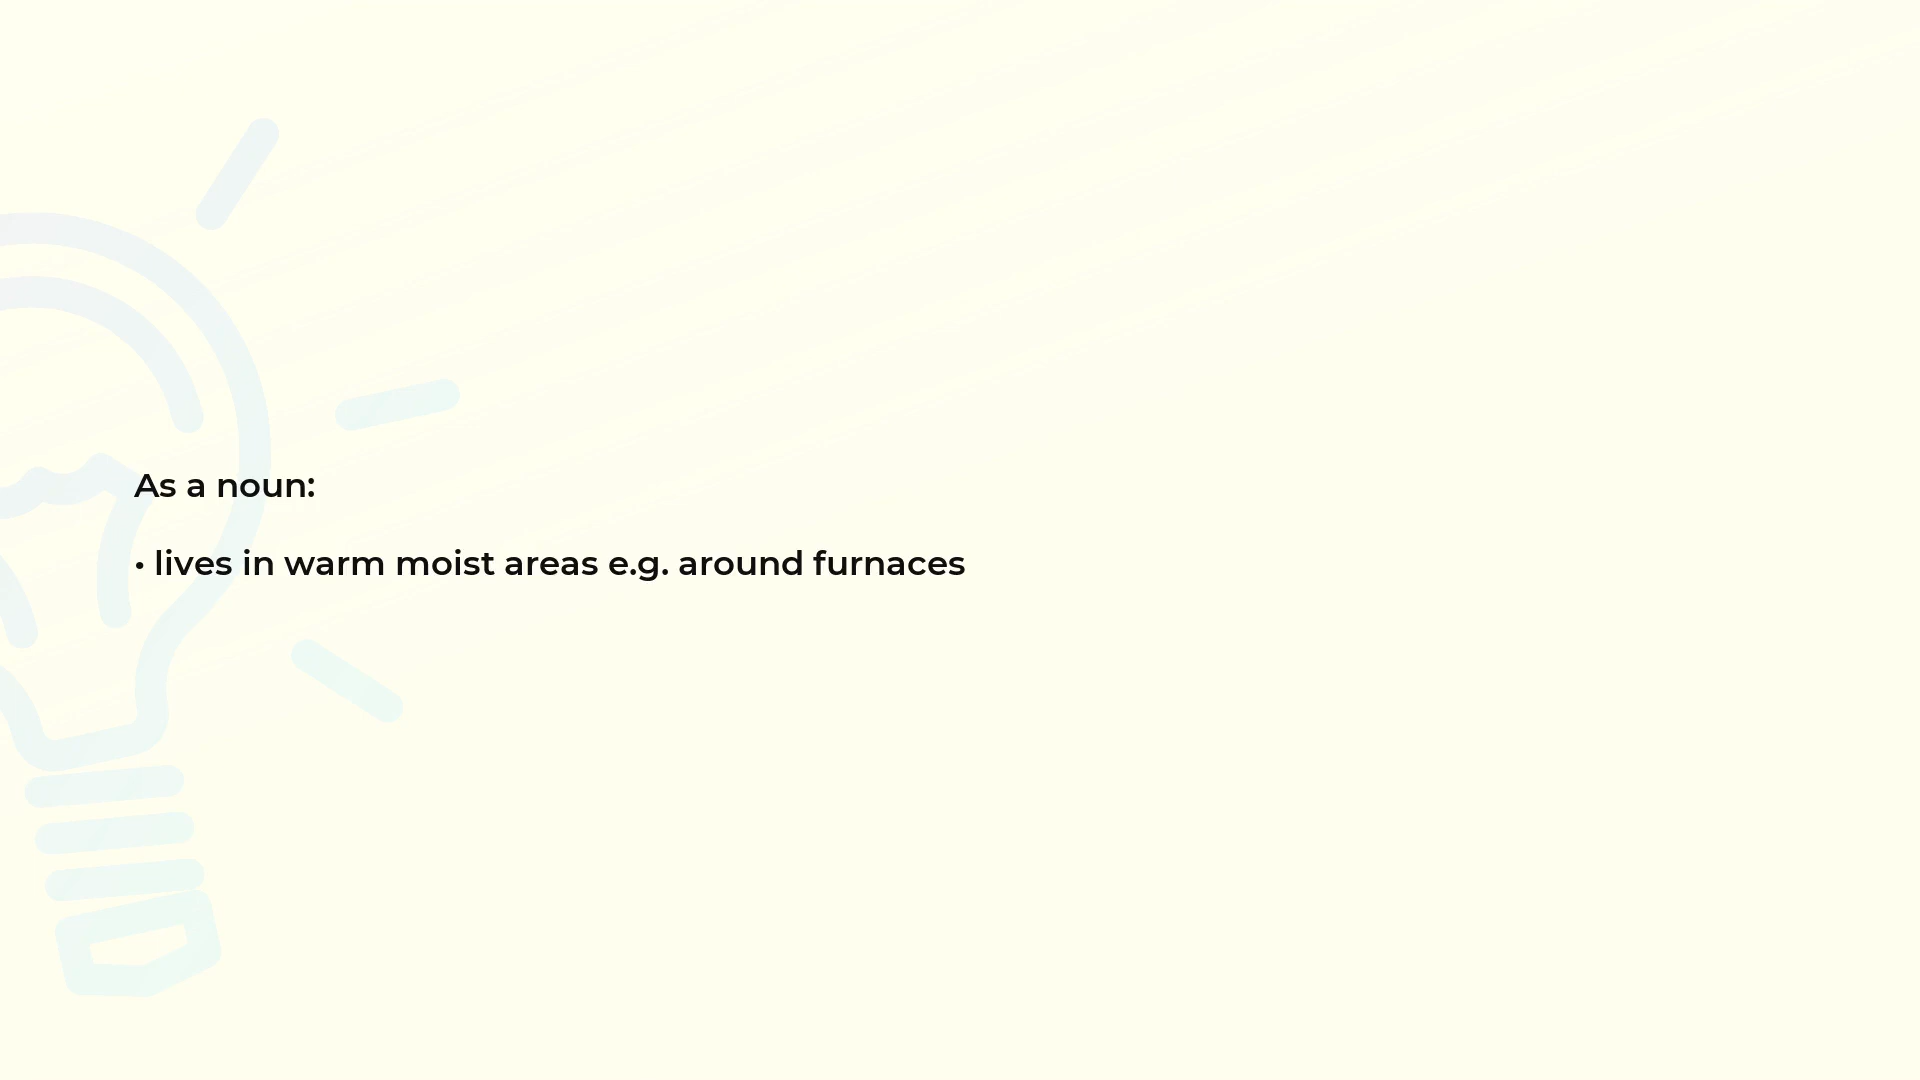 As a noun:
• lives in warm moist areas e.g. around furnaces